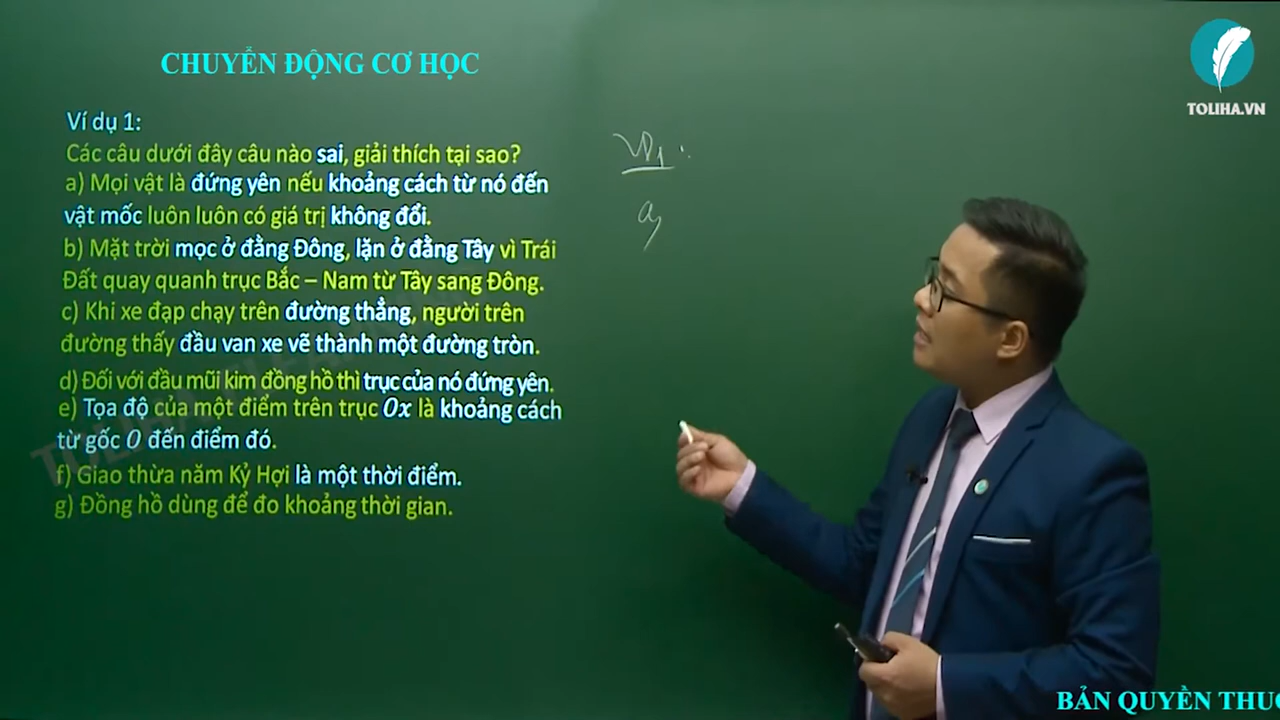 CHUYỂN ĐỘNG CƠ HỌC
TOLIHA.VN
Ví dụ 1:
Các câu dưới đây câu nào sai, giải thích tại sao?
a) Mọi vật là đứng yên nếu khoảng cách từ nó đến
vật mốc luôn luôn có giá trị không đổi.
b) Mặt trời mọc ở đằng Đông, lặn ở đằng Tây vì Trái
Đất quay quanh trục Bắc – Nam từ Tây sang Đông.
c) Khi xe đạp chạy trên đường thẳng, người trên
đường thấy đầu van xe vẽ thành một đường tròn.
d) Đối với đầu mũi kim đồng hồ thì trục của nó đứng yên.
e) Tọa độ của một điểm trên trục Ox là khoảng cách
từ gốc O đến điểm đó.
f) Giao thừa năm Kỷ Hợi là một thời điểm.
g) Đồng hồ dùng để đo khoảng thời gian.
VD1:
a,
BẢN QUYỀN THUỘ